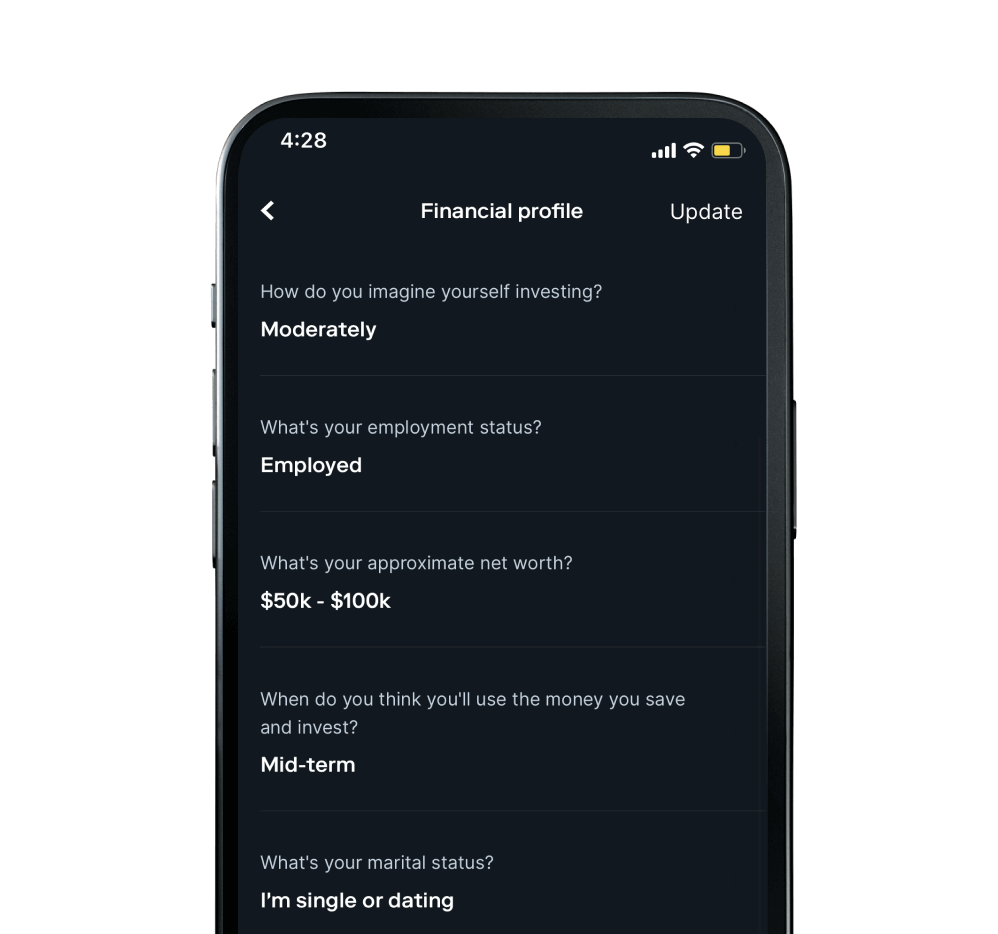 4:28
Financial profile
Update
How do you imagine yourself investing?
Moderately
What's your employment status?
Employed
What's your approximate net worth?
$50k - $100k
When do you think you'll use the money you save
and invest?
Mid-term
What's your marital status?
I'm single or dating